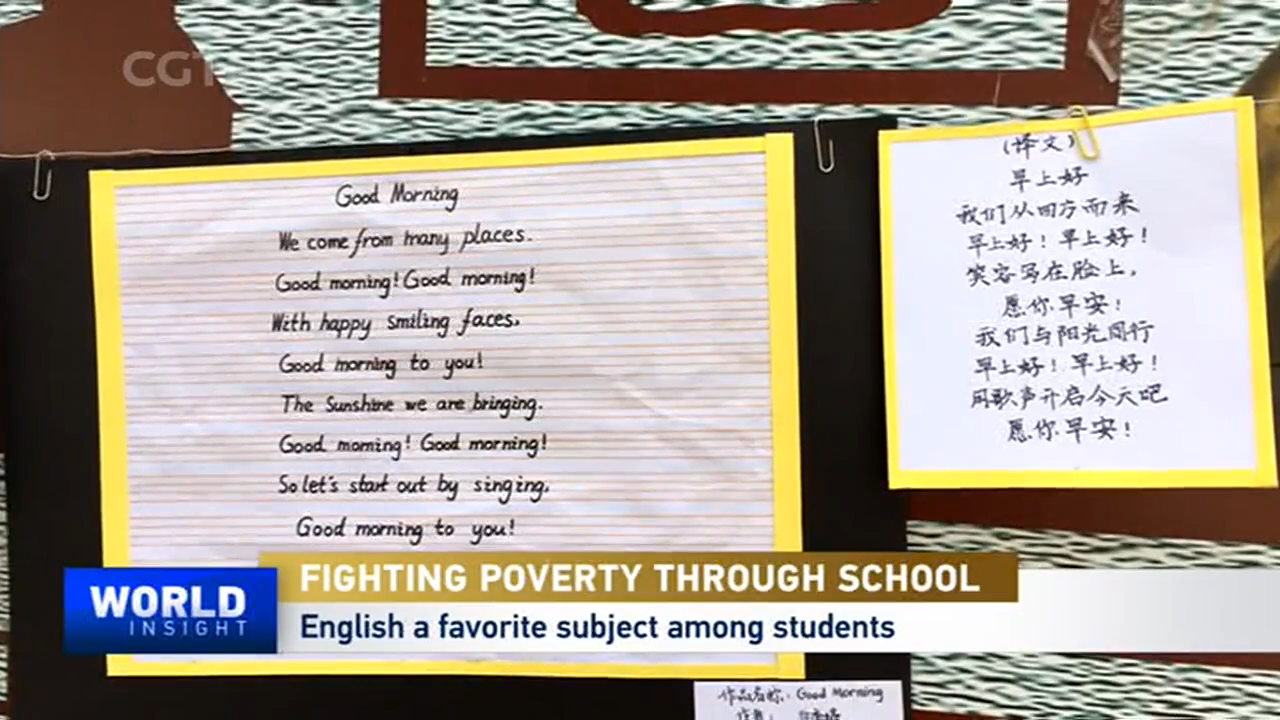 CGT
Good Morning
We come from many places.
Good morning! Good morning!
With happy smiling faces,
Good morning to you!
The Sunshine we are bringing.
Good morning! Good morning!
So let's start out by singing,
Good morning to you!
(译文)
早上好
我们从四方而来
早上好！早上好！
笑容写在脸上，
愿你早安！
我们与阳光同行
早上好！早上好！
用歌声开启今天吧
愿你早安！
FIGHTING POVERTY THROUGH SCHOOL
WORLD INSIGHT
English a favorite subject among students
作品名称：Good Morning
作者：